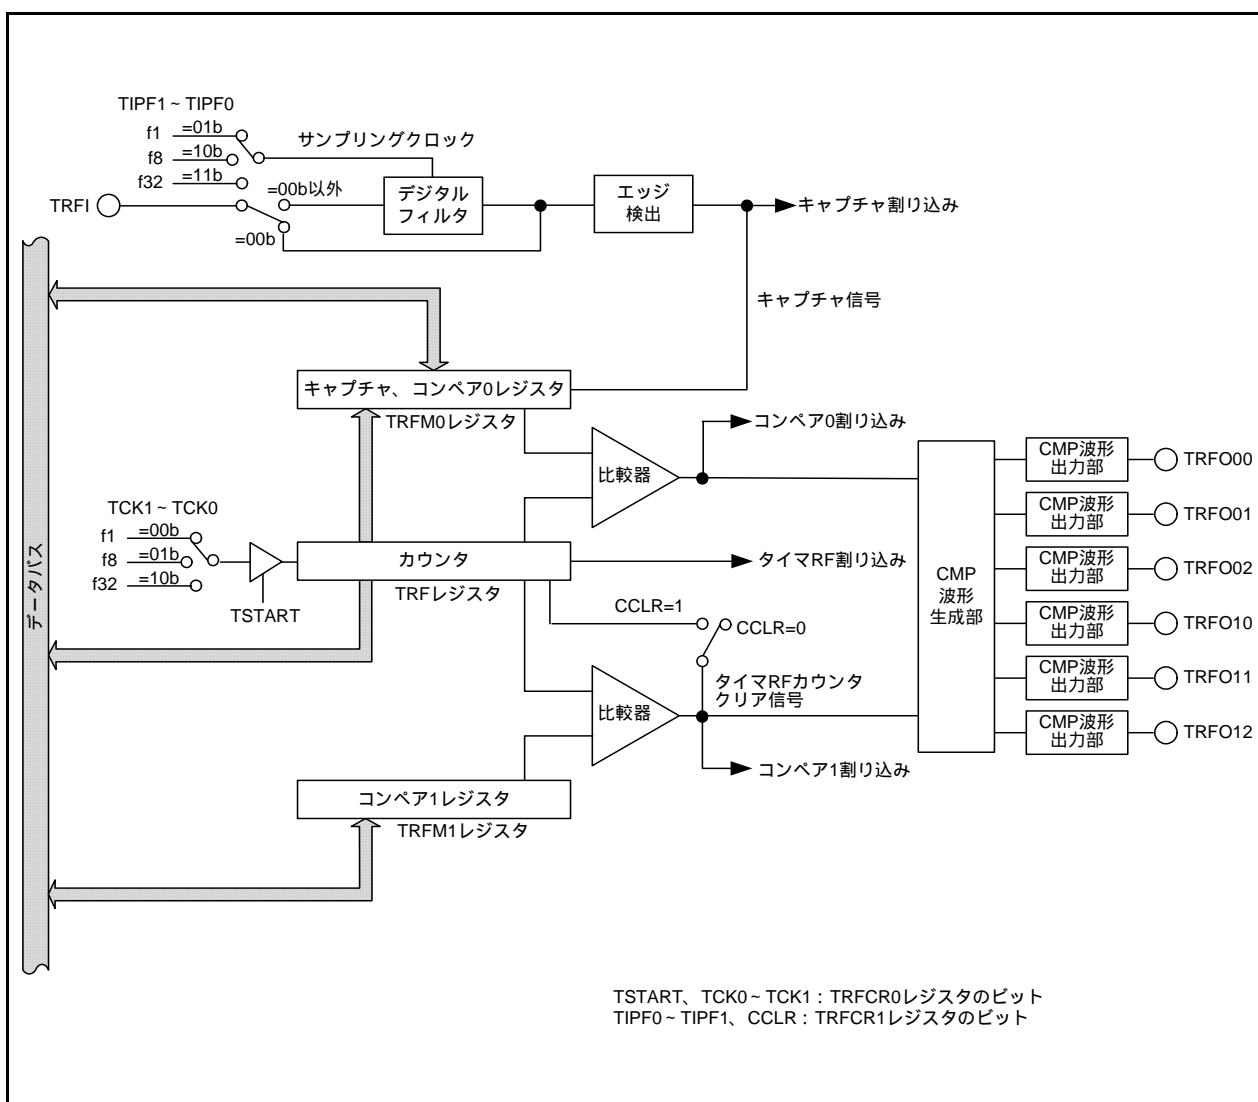 TIPF1 ~ TIPF0
f1 =01b
f8 =10b
f32 =11b
サンプリングクロック
TRFI
=00b以外
=00b
デジタル
フィルタ
エッジ
検出
キャプチャ割り込み
キャプチャ信号
データバス
キャプチャ、コンペア0レジスタ
TRFM0レジスタ
コンペア0割り込み
比較器
TCK1 ~ TCK0
f1 =00b
f8 =01b
f32 =10b
TSTART
カウンタ
TRFレジスタ
タイマRF割り込み
CCLR=1
CCLR=0
タイマRFカウンタ
クリア信号
比較器
コンペア1割り込み
コンペア1レジスタ
TRFM1レジスタ
CMP
波形
生成部
CMP波形
出力部
TRFO00
CMP波形
出力部
TRFO01
CMP波形
出力部
TRFO02
CMP波形
出力部
TRFO10
CMP波形
出力部
TRFO11
CMP波形
出力部
TRFO12
TSTART、TCK0 ~ TCK1 : TRFCR0レジスタのビット
TIPF0 ~ TIPF1、CCLR : TRFCR1レジスタのビット